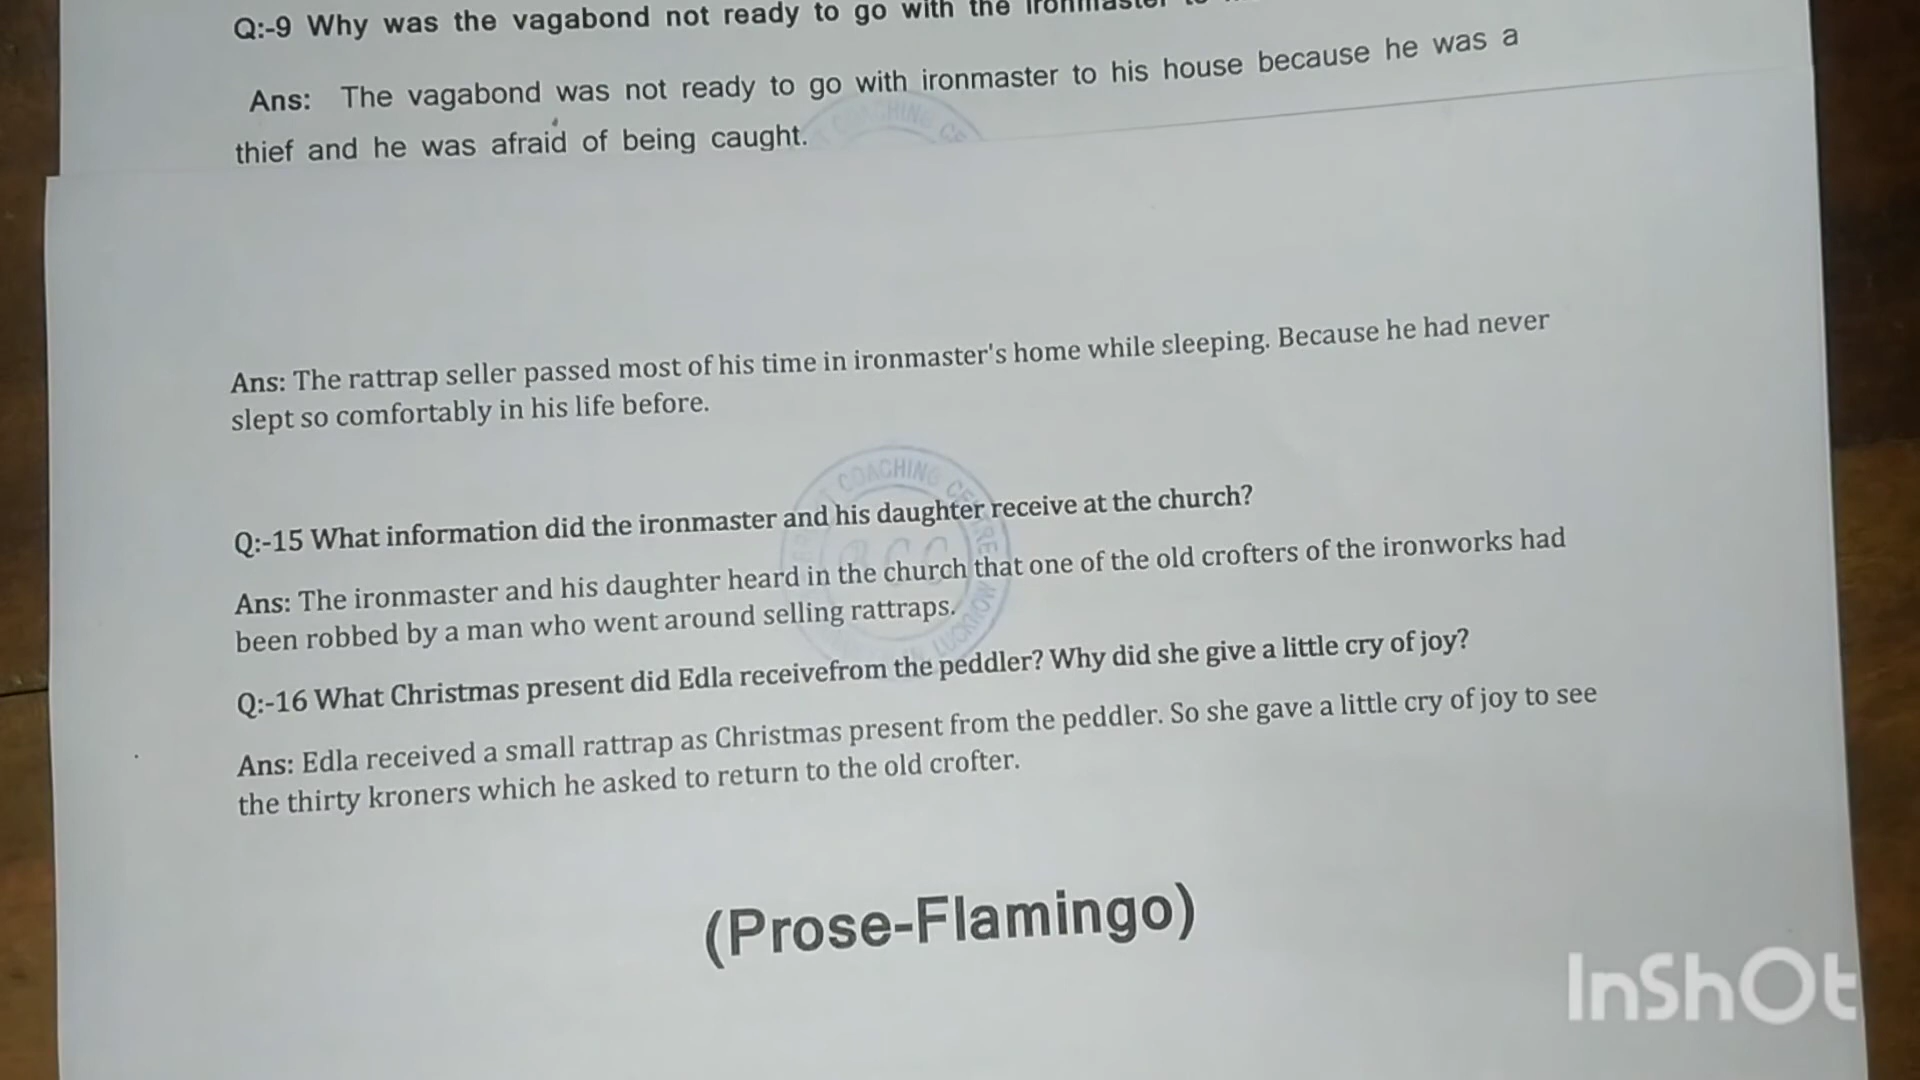 Q:-9 Why was the vagabond not ready to go with the ironmaster to
Ans: The vagabond was not ready to go with ironmaster to his house because he was a
thief and he was afraid of being caught.
COACHING CE
Ans: The rattrap seller passed most of his time in ironmaster's home while sleeping. Because he had never
slept so comfortably in his life before.
COACHING CENTRE
LUCKNOW
Q:-15 What information did the ironmaster and his daughter receive at the church?
Ans: The ironmaster and his daughter heard in the church that one of the old crofters of the ironworks had
been robbed by a man who went around selling rattraps.
Q:-16 What Christmas present did Edla receivefrom the peddler? Why did she give a little cry of joy?
Ans: Edla received a small rattrap as Christmas present from the peddler. So she gave a little cry of joy to see
the thirty kroners which he asked to return to the old crofter.
(Prose-Flamingo)
InShOt